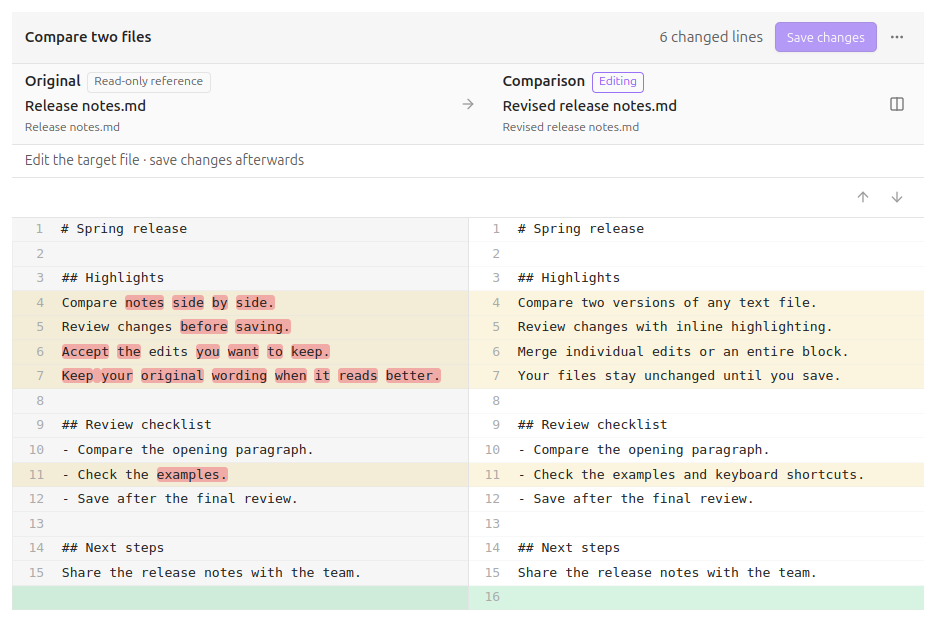 Compare two files
6 changed lines
Save changes
Original Read-only reference
Release notes.md
Release notes.md
Comparison Editing
Revised release notes.md
Revised release notes.md
Edit the target file · save changes afterwards
1 # Spring release
2
3 ## Highlights
4 Compare notes side by side.
5 Review changes before saving.
6 Accept the edits you want to keep.
7 Keep your original wording when it reads better.
8
9 ## Review checklist
10 - Compare the opening paragraph.
11 - Check the examples.
12 - Save after the final review.
13
14 ## Next steps
15 Share the release notes with the team.
1 # Spring release
2
3 ## Highlights
4 Compare two versions of any text file.
5 Review changes with inline highlighting.
6 Merge individual edits or an entire block.
7 Your files stay unchanged until you save.
8
9 ## Review checklist
10 - Compare the opening paragraph.
11 - Check the examples and keyboard shortcuts.
12 - Save after the final review.
13
14 ## Next steps
15 Share the release notes with the team.
16